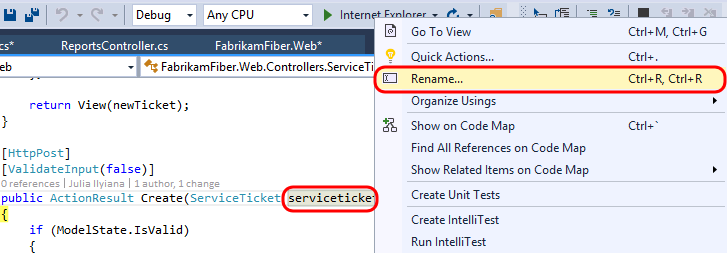 Debug Any CPU Internet Explorer
cs* ReportsController.cs FabrikamFiber.Web*
eb FabrikamFiber.Web.Controllers.ServiceTi
};
return View(newTicket);
}
[HttpPost]
[ValidateInput(false)]
0 references | Julia Ilyiana | 1 author, 1 change
public ActionResult Create(ServiceTicket serviceticket
{
if (ModelState.IsValid)
{
Go To View Ctrl+M, Ctrl+G
Quick Actions... Ctrl+.
Rename... Ctrl+R, Ctrl+R
Organize Usings
Show on Code Map Ctrl+`
Find All References on Code Map
Show Related Items on Code Map
Create Unit Tests
Create IntelliTest
Run IntelliTest